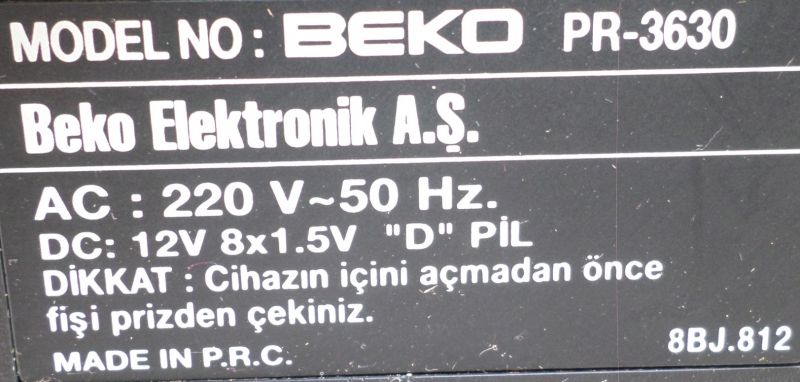 MODEL NO : BEKO PR-3630
Beko Elektronik A.Ş.
AC : 220 V~50 Hz.
DC: 12V 8x1.5V "D" PİL
DİKKAT : Cihazın içini açmadan önce
fişi prizden çekiniz.
MADE IN P.R.C.
8BJ.812